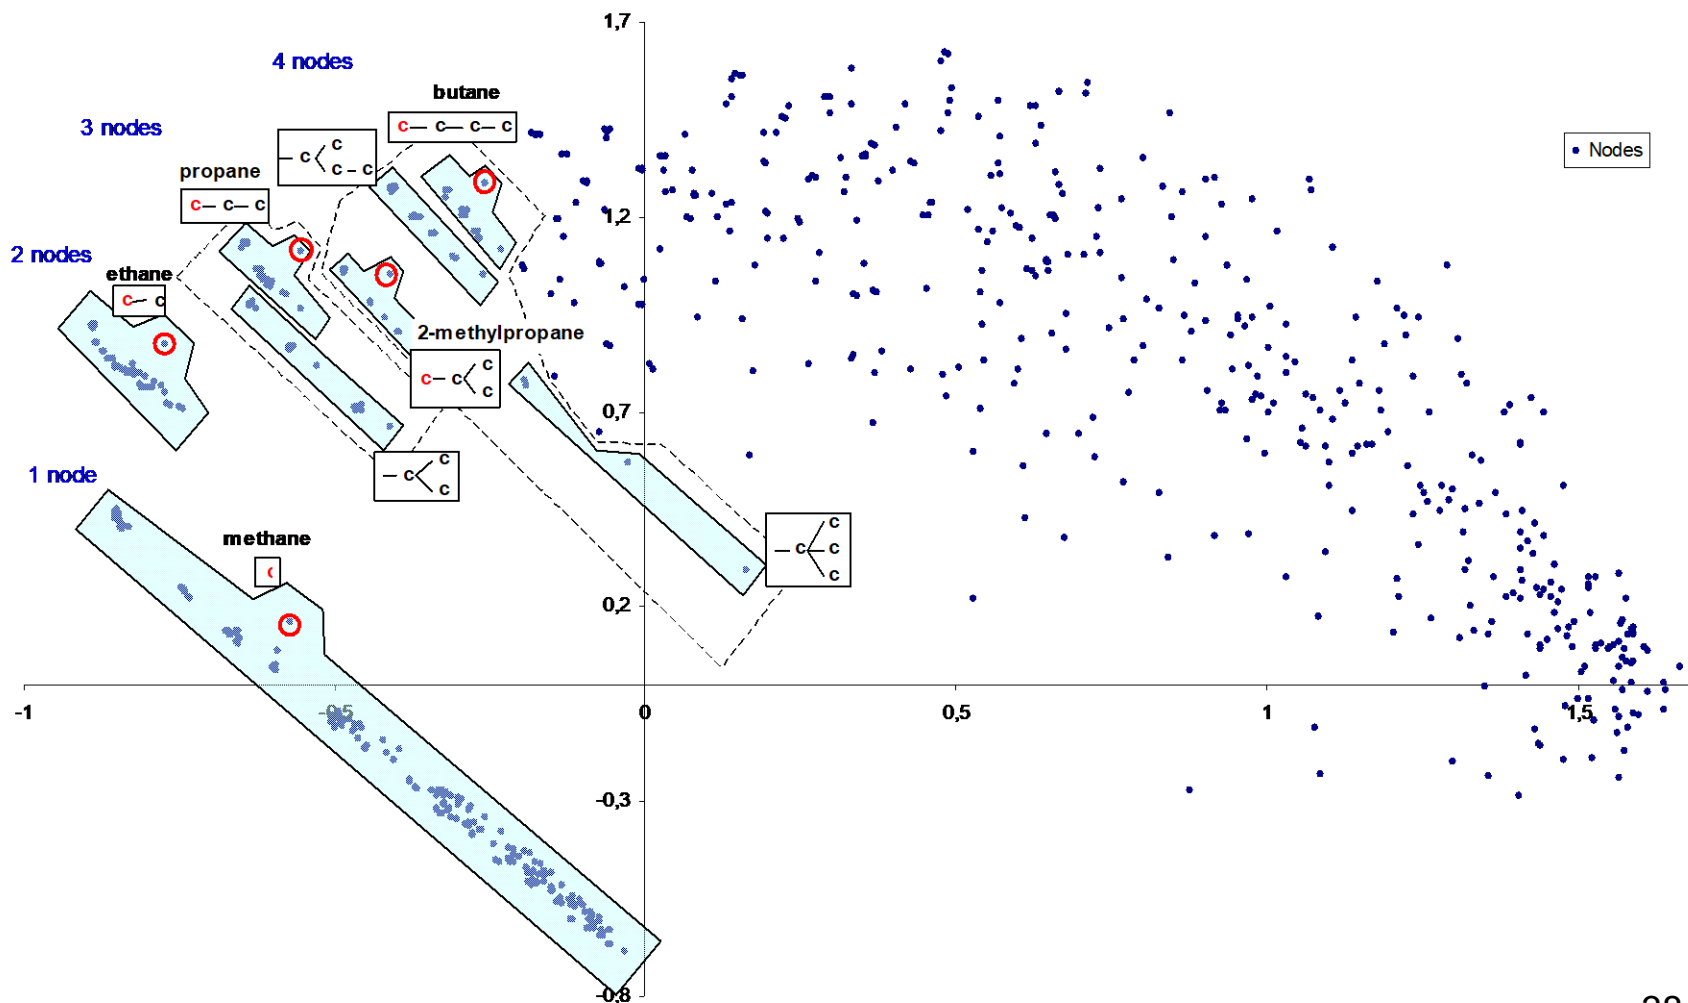 1,7
4 nodes
butane
C—C—C—C
3 nodes
—C
C
C—C
propane
C—C—C
Nodes
1,2
2 nodes
ethane
C—C
2-methylpropane
C—C
C
C
0,7
—C
C
C
1 node
methane
C
—C—C
C
C
0,2
-1
-0,5
0
0,5
1
1,5
-0,3
-0,8